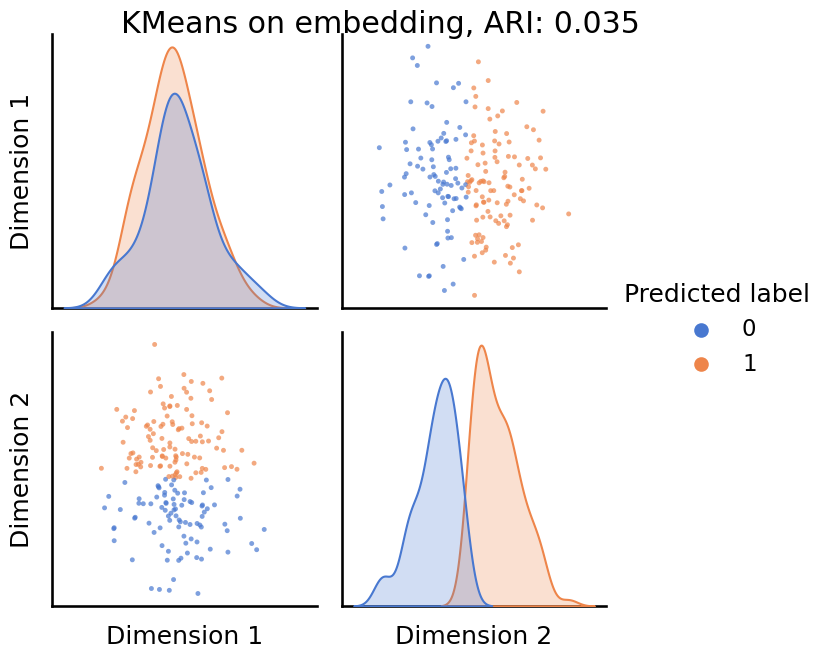 KMeans on embedding, ARI: 0.035
Dimension 1
Predicted label
0
1
Dimension 2
Dimension 1
Dimension 2